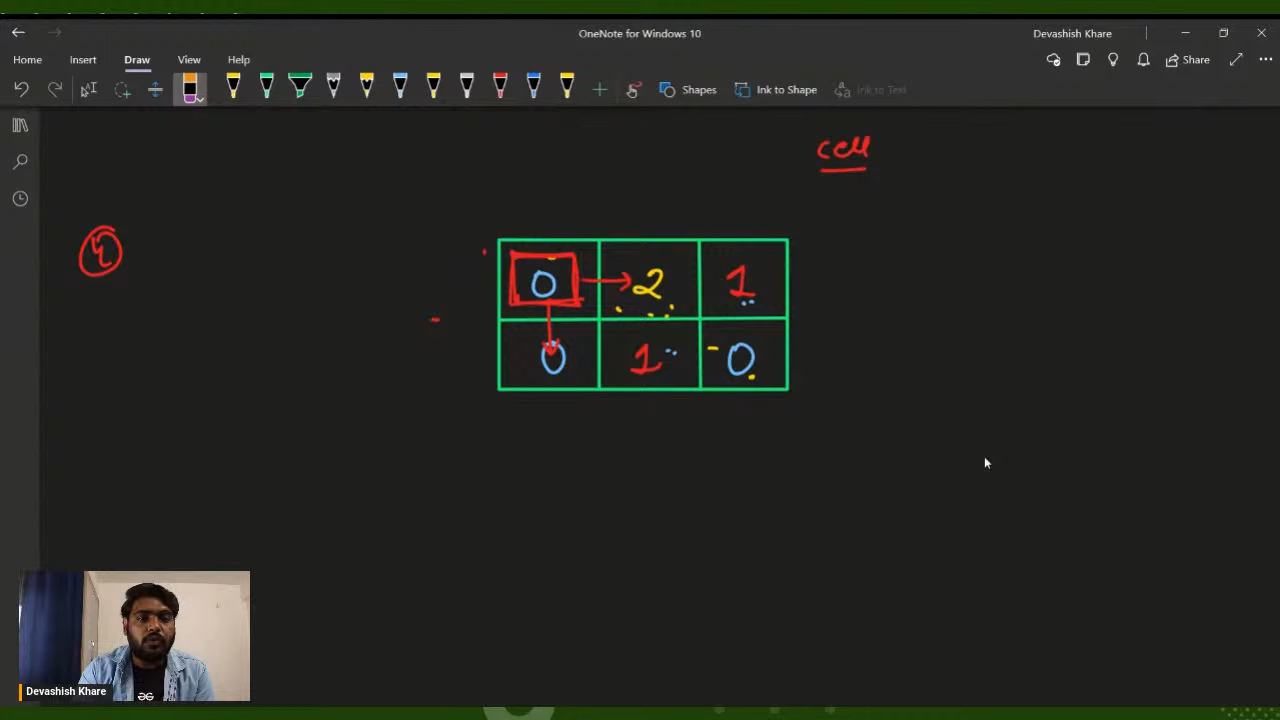 OneNote for Windows 10
Devashish Khare
Home Insert Draw View Help
Share
Shapes Ink to Shape Ink to Text
cell
0 2 1
0 1 0
Devashish Khare